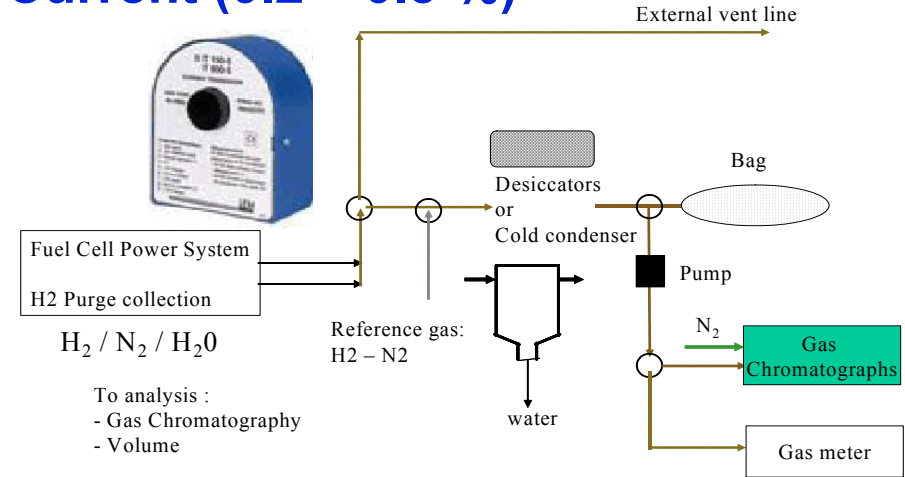 External vent line
Bag
Desiccators
or
Cold condenser
Fuel Cell Power System
H2 Purge collection
Pump
H₂ / N₂ / H₂0
Reference gas:
H2 – N2
N₂
Gas
Chromatographs
To analysis :
- Gas Chromatography
- Volume
water
Gas meter